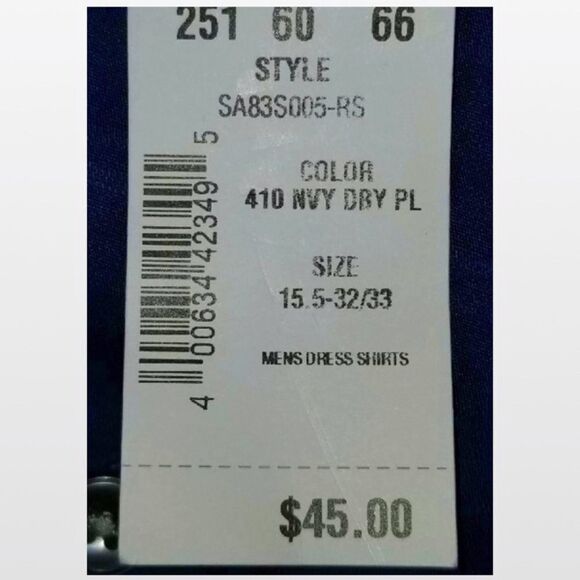 251 60 66
STYLE
SA83S005-RS
COLOR
410 NVY DBY PL
SIZE
15.5-32/33
MENS DRESS SHIRTS
4 00634 42349 5
$45.00